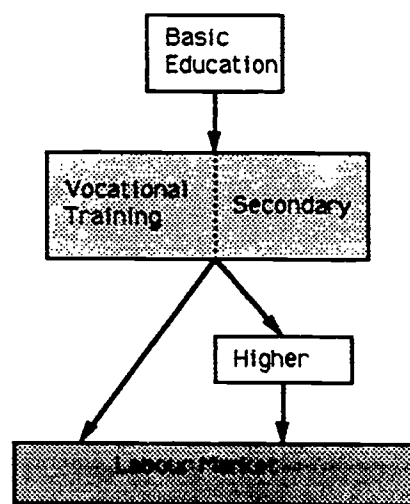 Basic
Education
Vocational
Training
Secondary
Higher
Labour Market